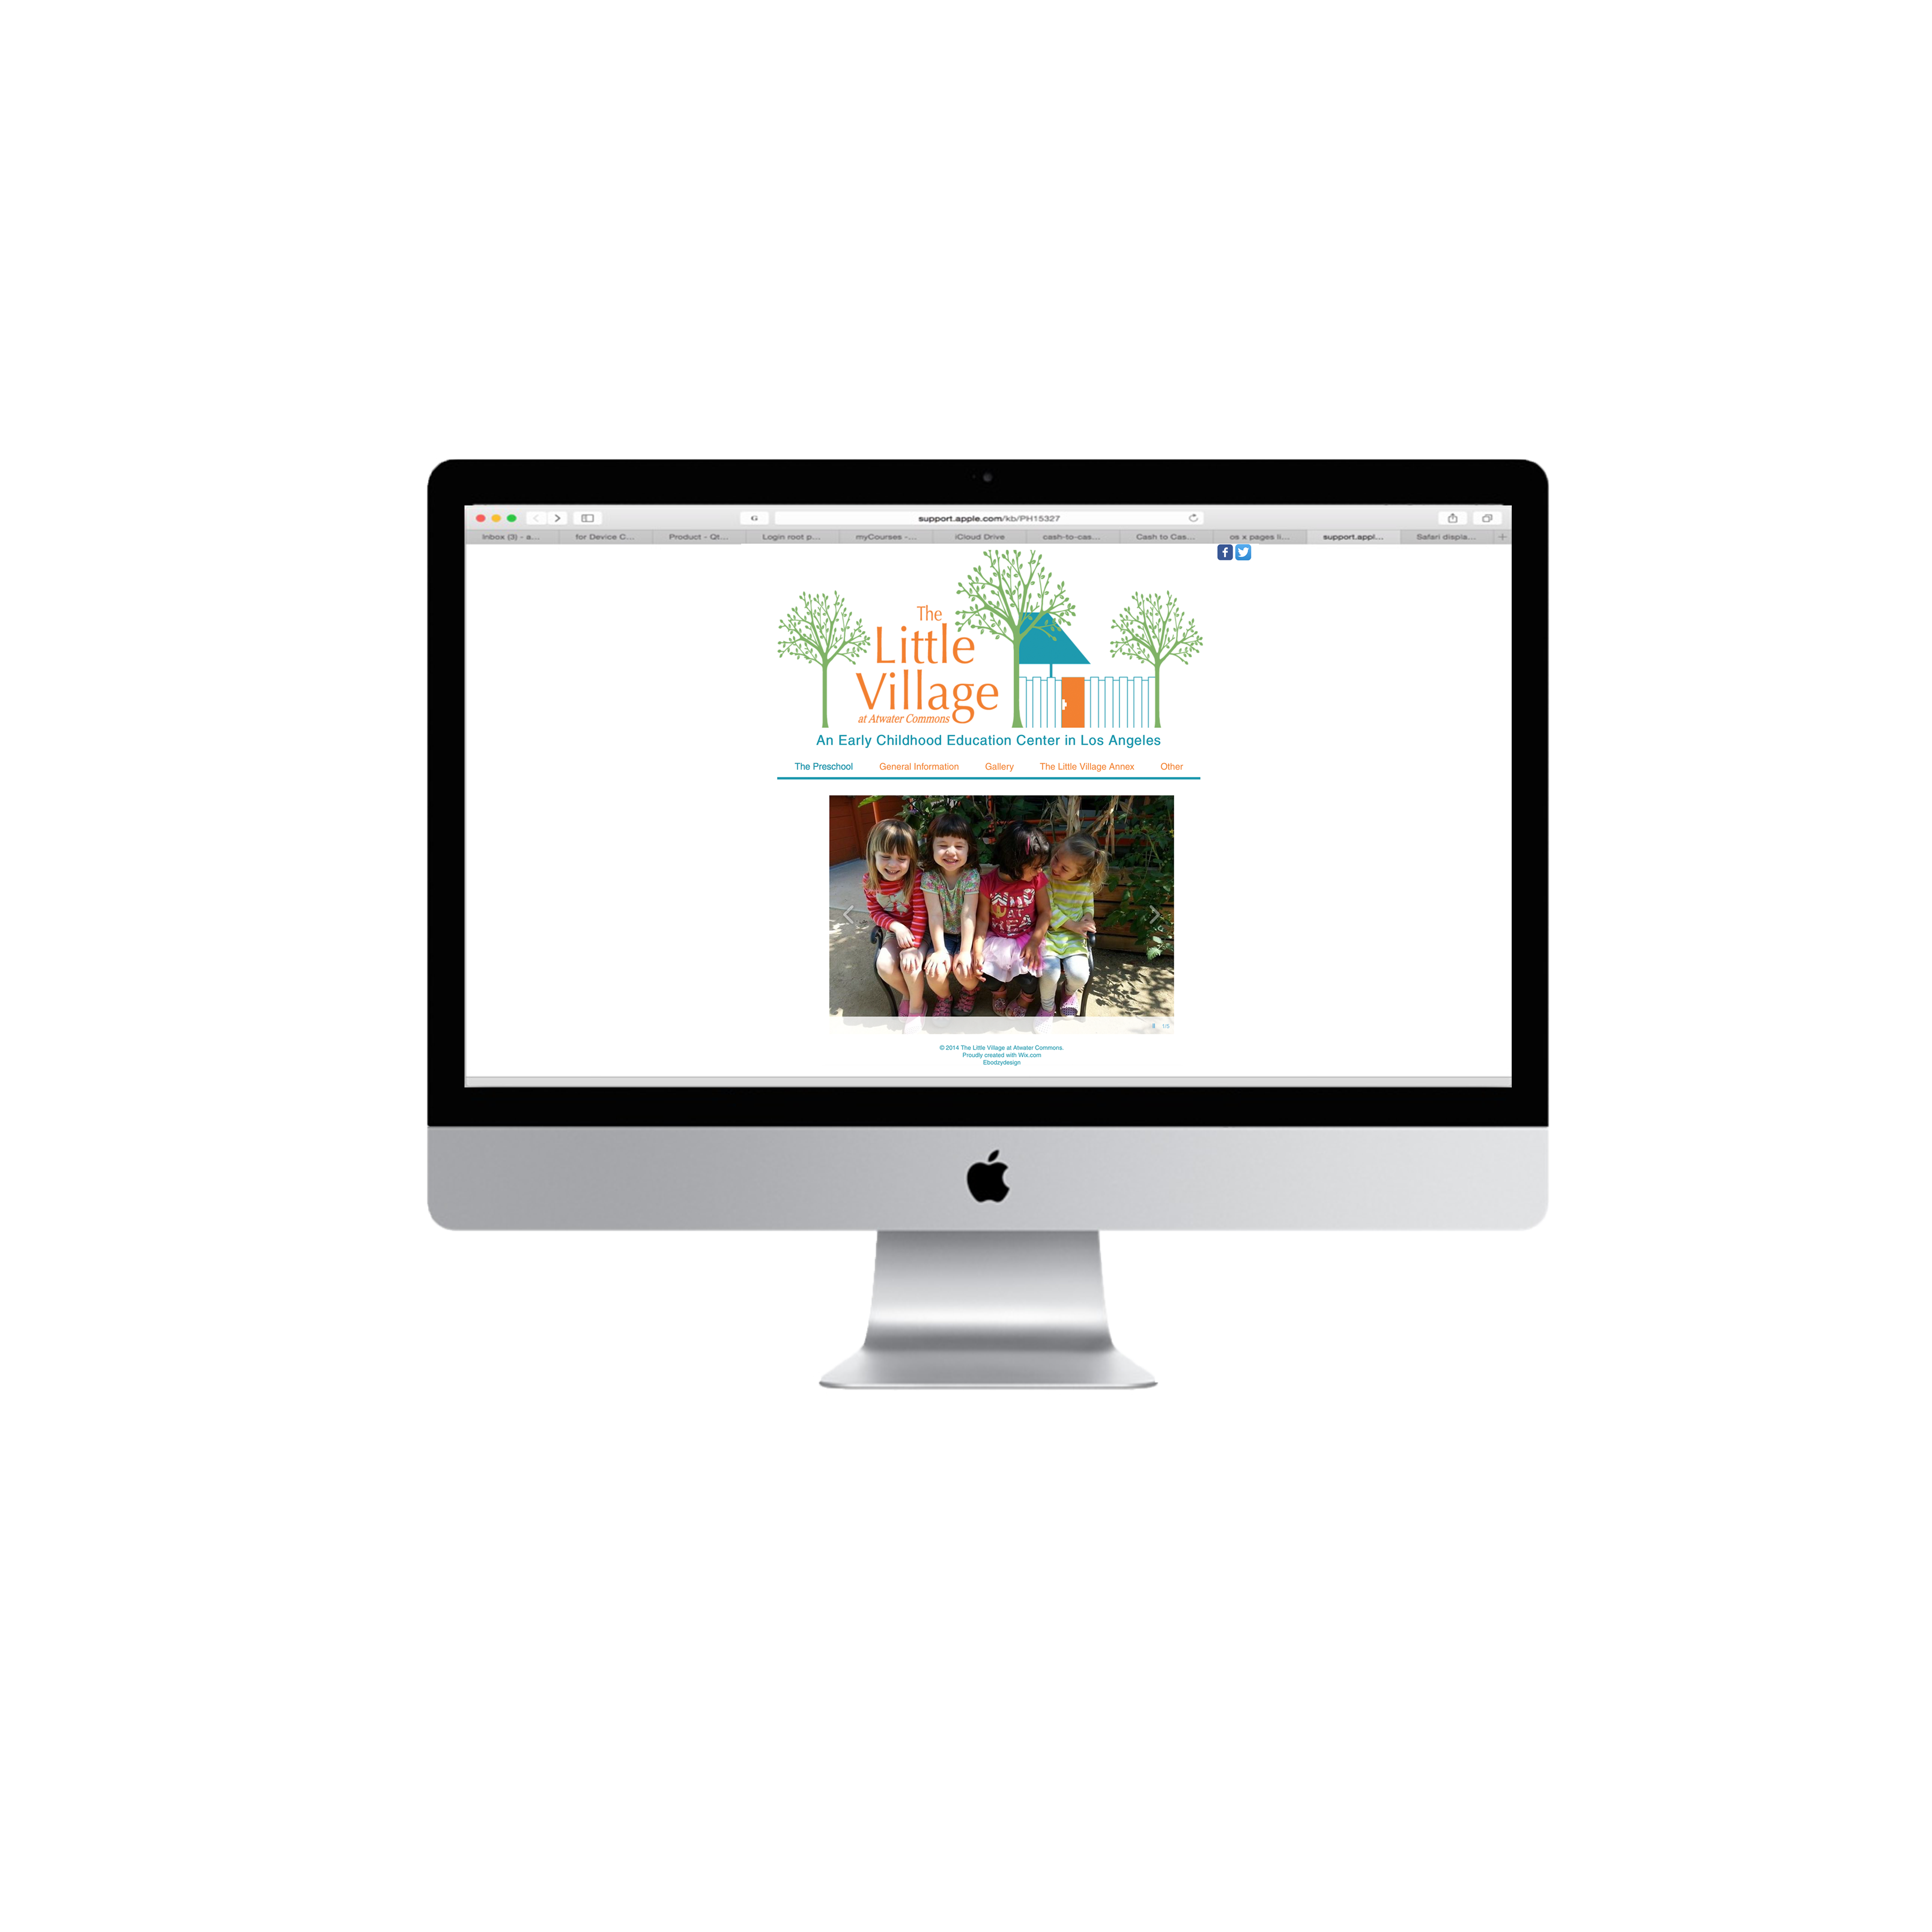 G
support.apple.com/kb/PH15327
Inbox (3) - a... for Device C... Product - Qt... Login root p... myCourses -... iCloud Drive cash-to-cas... Cash to Cas... os x pages li... support.appl... Safari displa... +
f
The
Little
Village
at Atwater Commons
An Early Childhood Education Center in Los Angeles
The Preschool General Information Gallery The Little Village Annex Other
1/5
© 2014 The Little Village at Atwater Commons.
Proudly created with Wix.com
Ebodzydesign